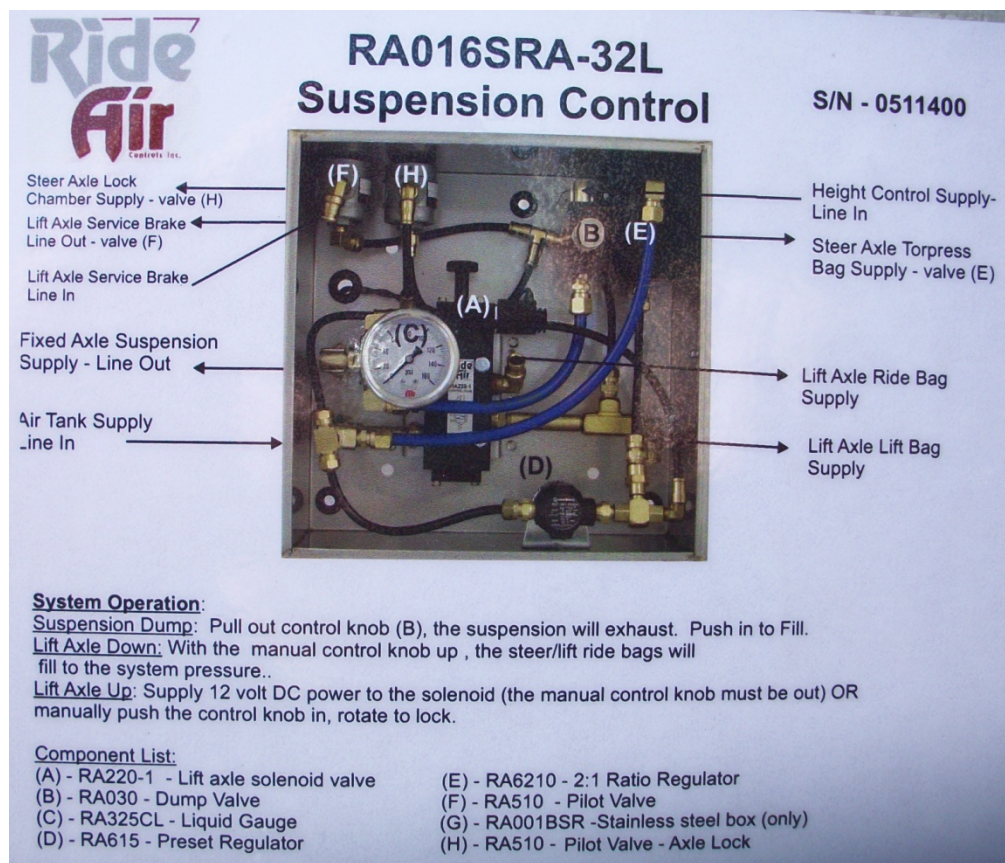 Ride
Air
Controls Inc.
RA016SRA-32L
Suspension Control
S/N - 0511400
Steer Axle Lock
Chamber Supply - valve (H)
Lift Axle Service Brake
Line Out - valve (F)
Lift Axle Service Brake
Line In
Fixed Axle Suspension
Supply - Line Out
Air Tank Supply
Line In
(F)
(H)
(B)
(E)
(A)
(C)
(D)
psi
Ride
Air
RA220-1
Height Control Supply-
Line In
Steer Axle Torpress
Bag Supply - valve (E)
Lift Axle Ride Bag
Supply
Lift Axle Lift Bag
Supply
System Operation:
Suspension Dump: Pull out control knob (B), the suspension will exhaust. Push in to Fill.
Lift Axle Down: With the manual control knob up , the steer/lift ride bags will
fill to the system pressure..
Lift Axle Up: Supply 12 volt DC power to the solenoid (the manual control knob must be out) OR
manually push the control knob in, rotate to lock.
Component List:
(A) - RA220-1 - Lift axle solenoid valve
(B) - RA030 - Dump Valve
(C) - RA325CL - Liquid Gauge
(D) - RA615 - Preset Regulator
(E) - RA6210 - 2:1 Ratio Regulator
(F) - RA510 - Pilot Valve
(G) - RA001BSR -Stainless steel box (only)
(H) - RA510 - Pilot Valve - Axle Lock